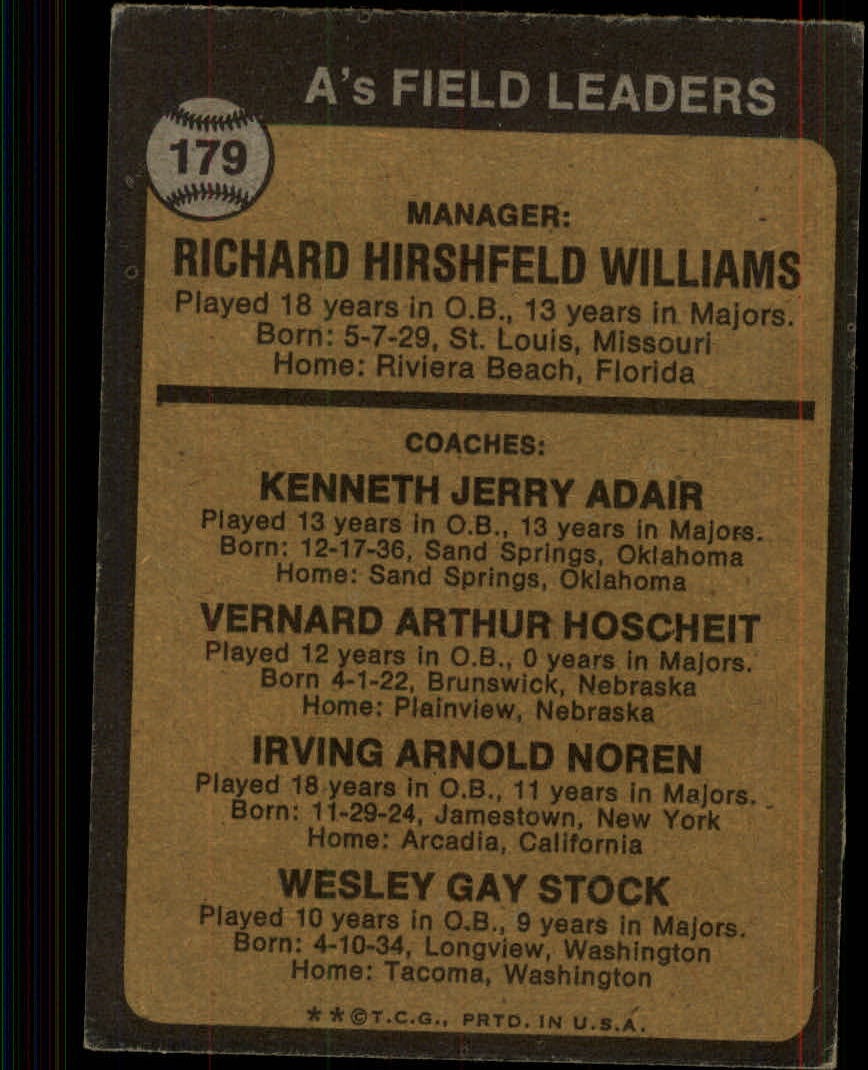 A's FIELD LEADERS
179
MANAGER:
RICHARD HIRSHFELD WILLIAMS
Played 18 years in O.B., 13 years in Majors.
Born: 5-7-29, St. Louis, Missouri
Home: Riviera Beach, Florida
COACHES:
KENNETH JERRY ADAIR
Played 13 years in O.B., 13 years in Majors.
Born: 12-17-36, Sand Springs, Oklahoma
Home: Sand Springs, Oklahoma
VERNARD ARTHUR HOSCHEIT
Played 12 years in O.B., 0 years in Majors.
Born 4-1-22, Brunswick, Nebraska
Home: Plainview, Nebraska
IRVING ARNOLD NOREN
Played 18 years in O.B., 11 years in Majors.
Born: 11-29-24, Jamestown, New York
Home: Arcadia, California
WESLEY GAY STOCK
Played 10 years in O.B., 9 years in Majors.
Born: 4-10-34, Longview, Washington
Home: Tacoma, Washington
**©T.C.G., PRTD. IN U.S.A.